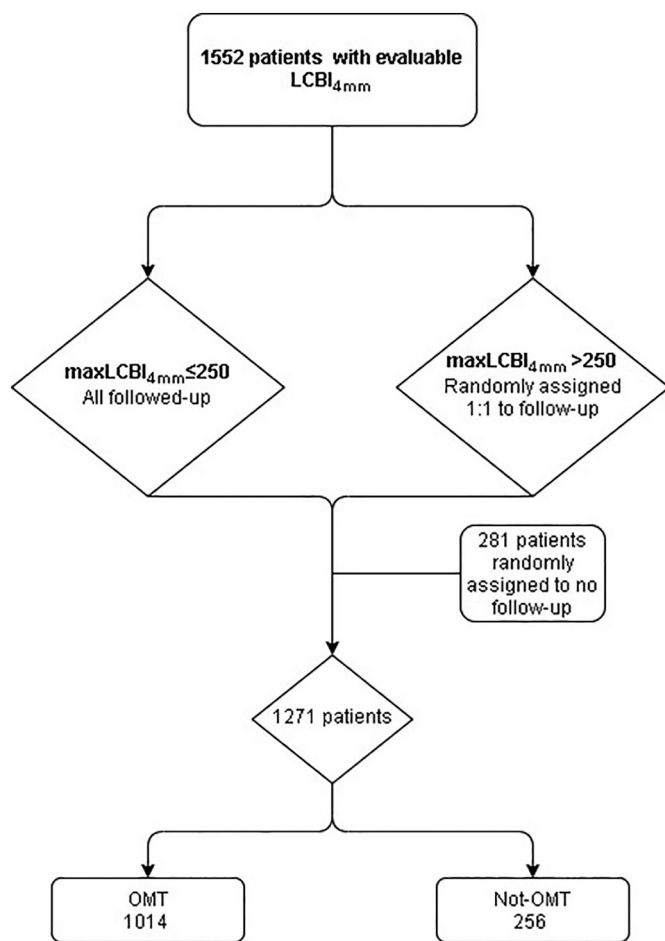 1552 patients with evaluable
LCBI4mm
maxLCBI4mm≤250
All followed-up
maxLCBI4mm >250
Randomly assigned
1:1 to follow-up
281 patients
randomly
assigned to no
follow-up
1271 patients
OMT
1014
Not-OMT
256